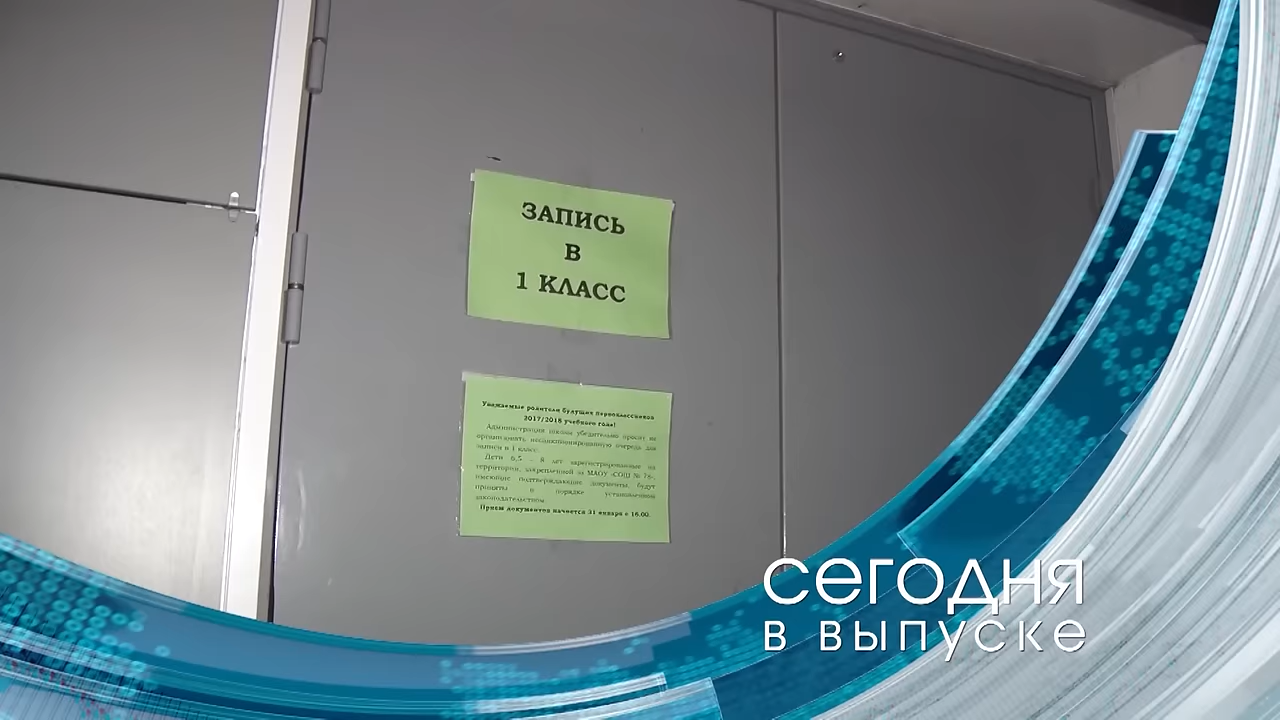 ЗАПИСЬ
В
1 КЛАСС
Уважаемые родители будущих первоклассников
2017/2018 учебного года!
Администрация школы убедительно просит не
организовывать несанкционированную очередь для
записи в 1 класс.
Дети 6,5 - 8 лет зарегистрированные на
территории, закрепленной за МАОУ «СОШ № 76»,
имеющие подтверждающие документы, будут
приняты в порядке установленном
законодательством.
Прием документов начнется 31 января с 16.00.
сегодня
в выпуске